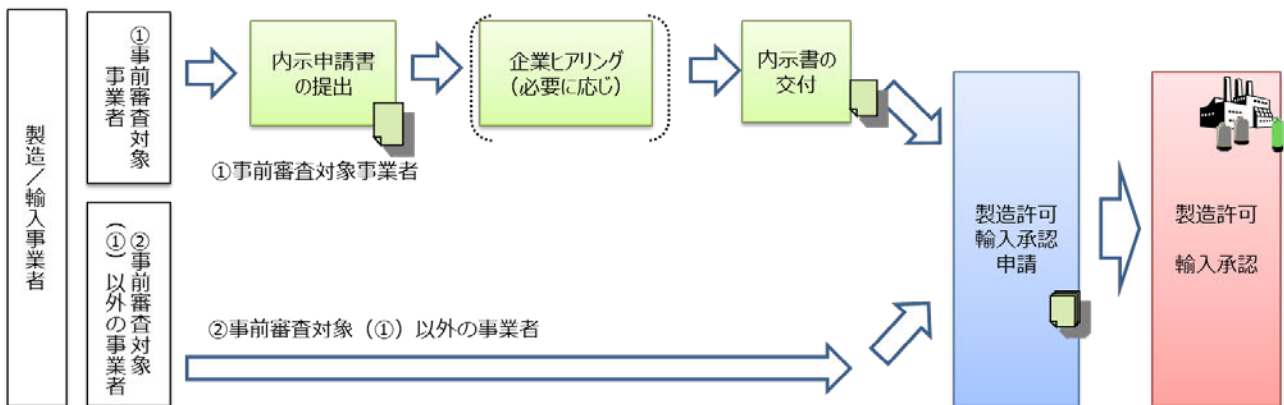 製造／輸入事業者
①事前審査対象
事業者
内示申請書
の提出
企業ヒアリング
（必要に応じ）
内示書の
交付
①事前審査対象事業者
②事前審査対象
（①）以外の事業者
②事前審査対象（①）以外の事業者
製造許可
輸入承認
申請
製造許可
輸入承認